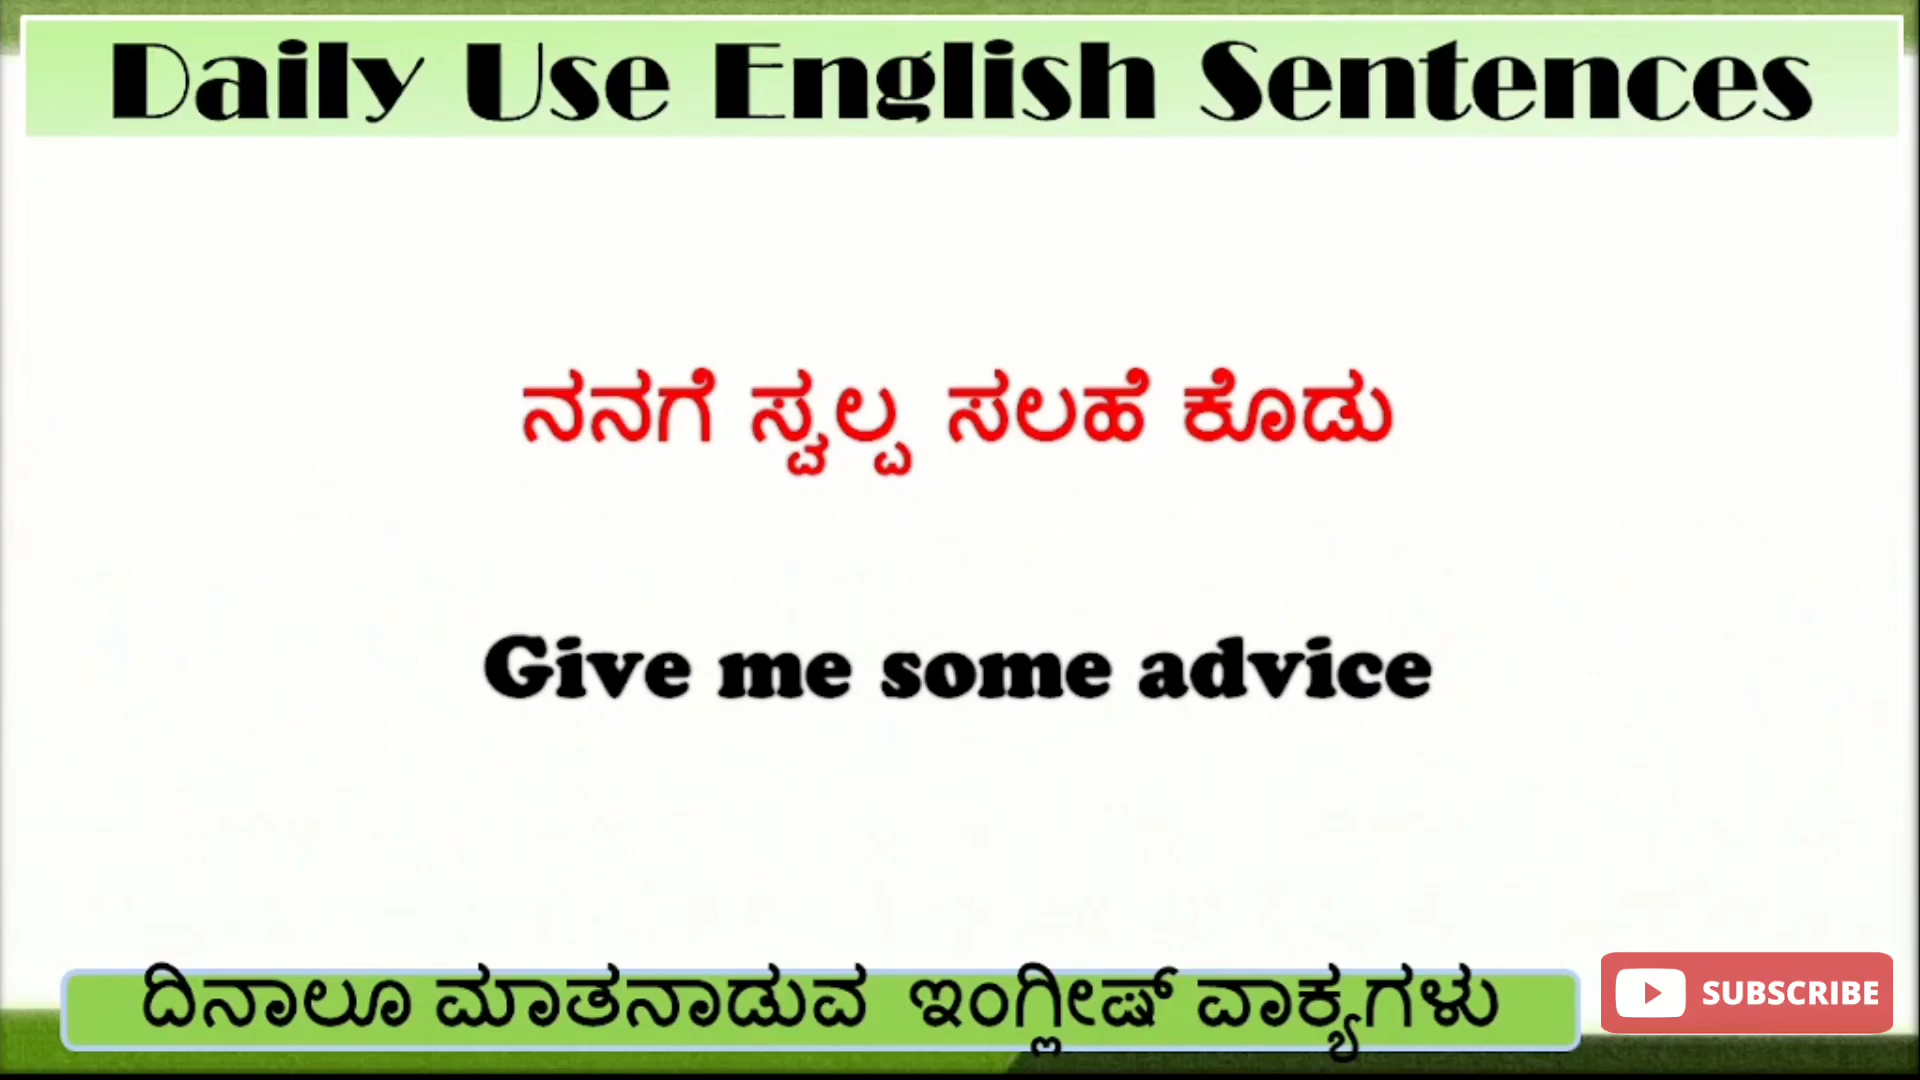 Daily Use English Sentences
ನನಗೆ ಸ್ವಲ್ಪ ಸಲಹೆ ಕೊಡು
Give me some advice
ದಿನಾಲೂ ಮಾತನಾಡುವ ಇಂಗ್ಲೀಷ್ ವಾಕ್ಯಗಳು
SUBSCRIBE